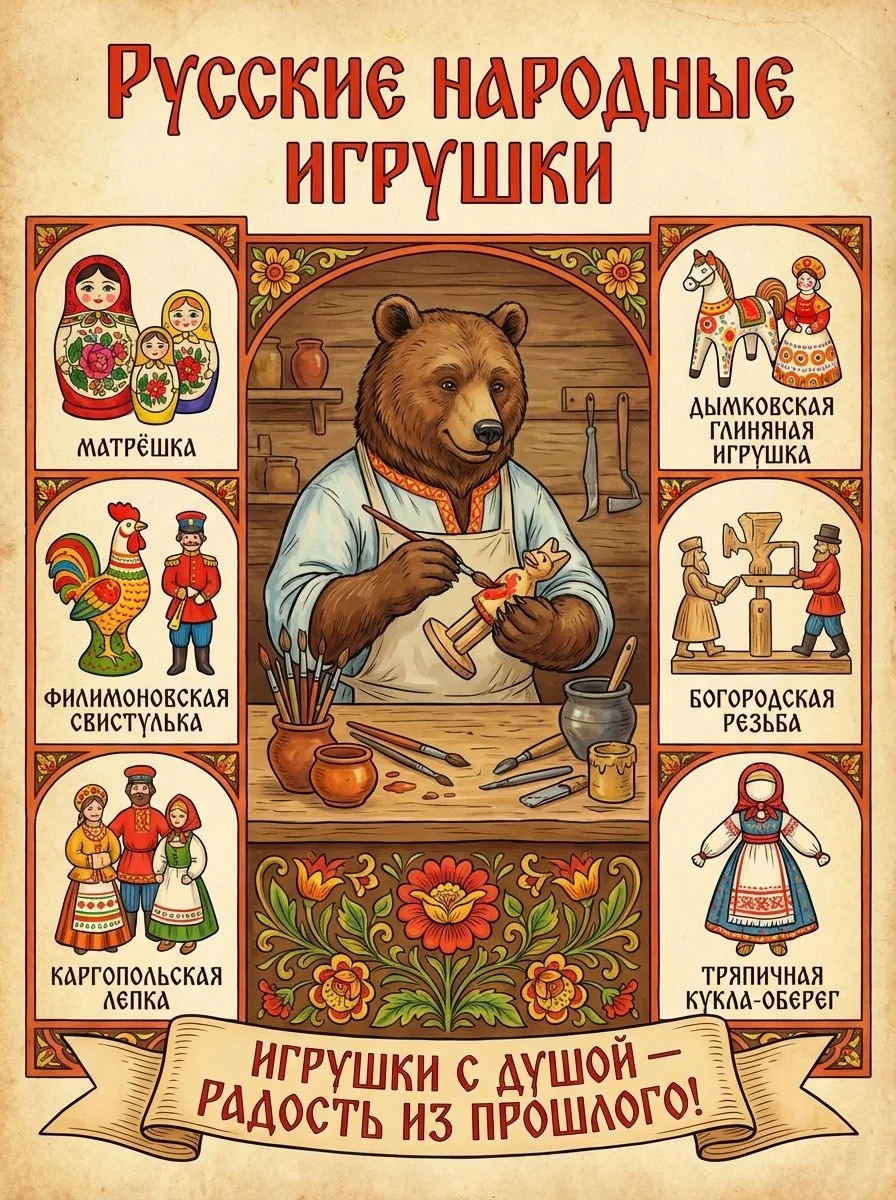 Русские народные
игрушки
МАТРЁШКА
ДЫМКОВСКАЯ
ГЛИНЯНАЯ
ИГРУШКА
ФИЛИМОНОВСКАЯ
СВИСТУЛЬКА
БОГОРОДСКАЯ
РЕЗЬБА
КАРГОПОЛЬСКАЯ
ЛЕПКА
ТРЯПИЧНАЯ
КУКЛА-ОБЕРЕГ
ИГРУШКИ С ДУШОЙ –
РАДОСТЬ ИЗ ПРОШЛОГО!